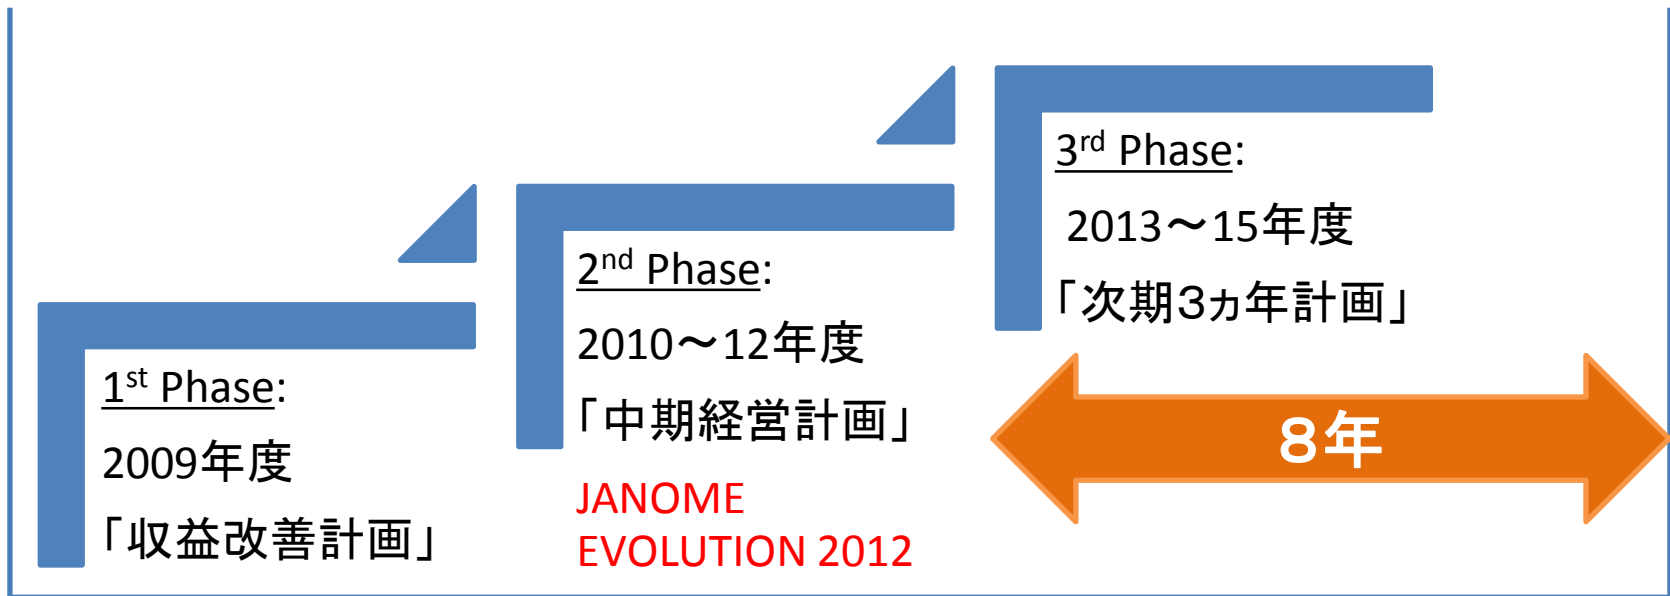 1st Phase:
2009年度
「収益改善計画」
2nd Phase:
2010～12年度
「中期経営計画」
JANOME
EVOLUTION 2012
3rd Phase:
2013～15年度
「次期３ヵ年計画」
８年